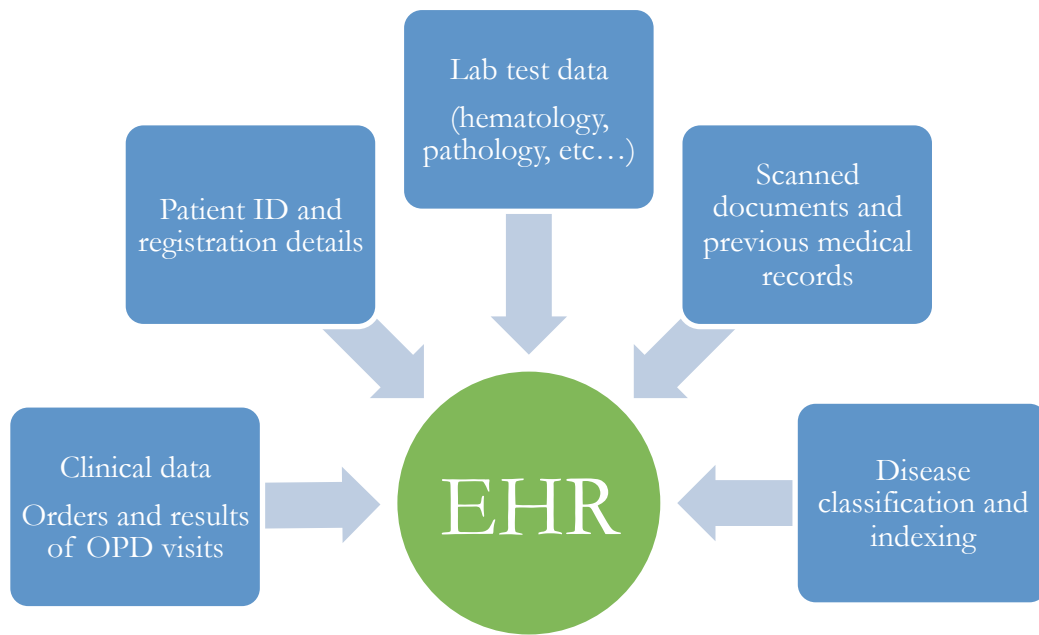 Lab test data
(hematology,
pathology, etc…)
Patient ID and
registration details
Scanned
documents and
previous medical
records
Clinical data
Orders and results
of OPD visits
EHR
Disease
classification and
indexing